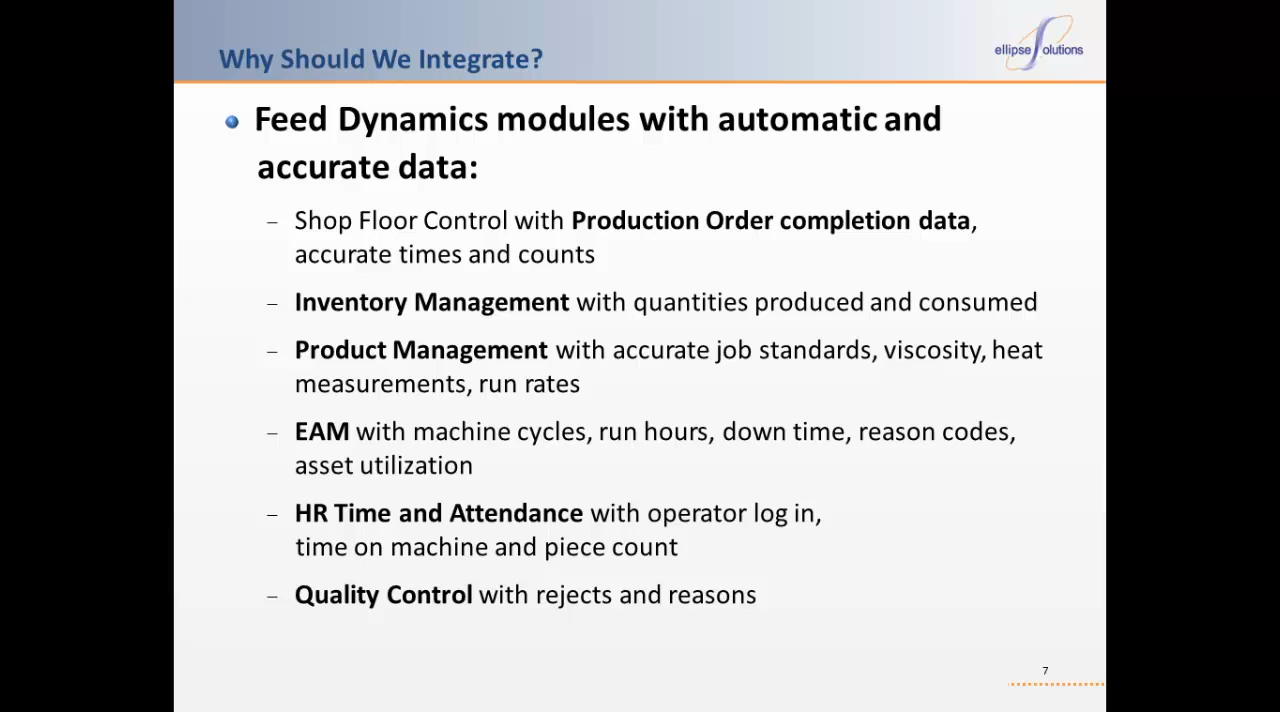 Why Should We Integrate?
ellipse Solutions
Feed Dynamics modules with automatic and
accurate data:
– Shop Floor Control with Production Order completion data,
accurate times and counts
– Inventory Management with quantities produced and consumed
– Product Management with accurate job standards, viscosity, heat
measurements, run rates
– EAM with machine cycles, run hours, down time, reason codes,
asset utilization
– HR Time and Attendance with operator log in,
time on machine and piece count
– Quality Control with rejects and reasons
7